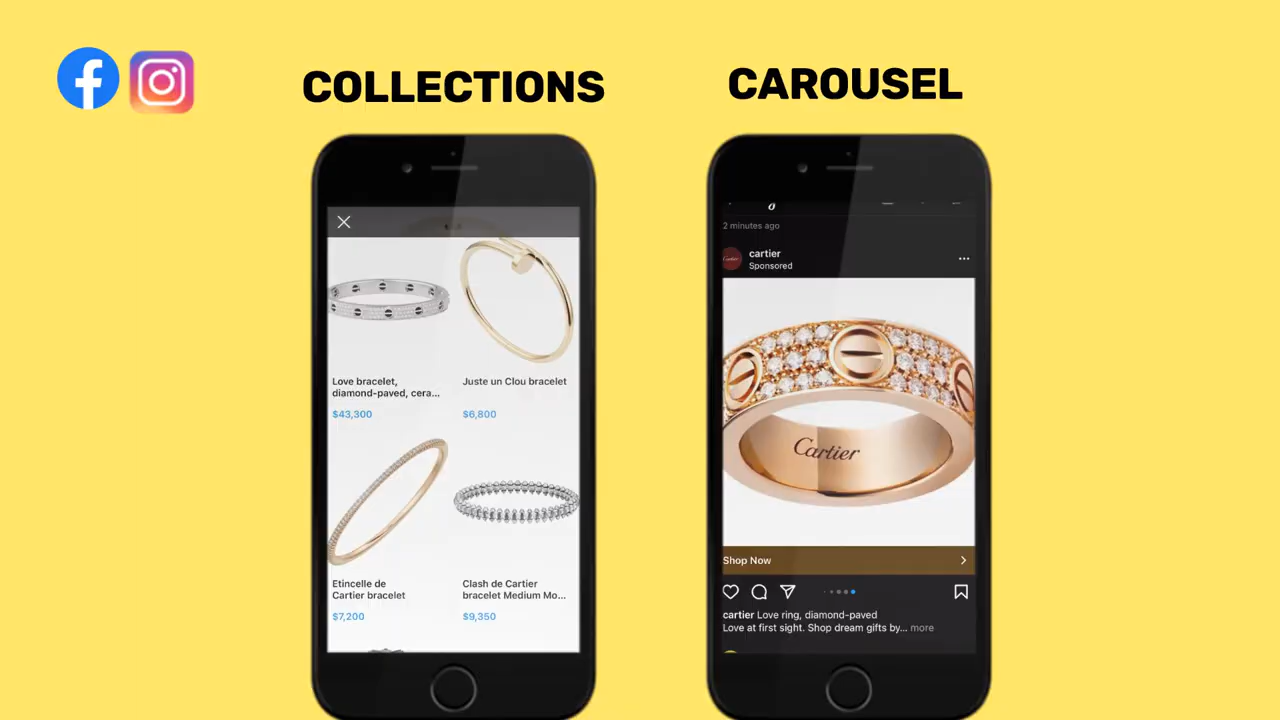 COLLECTIONS
CAROUSEL
Love bracelet,
diamond-paved, cera...
$43,300
Juste un Clou bracelet
$6,800
Etincelle de
Cartier bracelet
$7,200
Clash de Cartier
bracelet Medium Mo...
$9,350
2 minutes ago
Cartier
cartier
Sponsored
Cartier
Shop Now
cartier Love ring, diamond-paved
Love at first sight. Shop dream gifts by... more